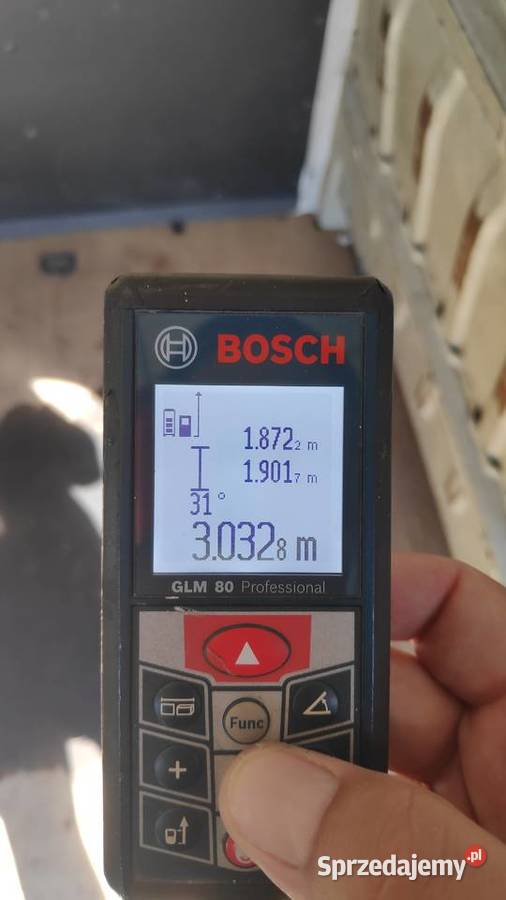 BOSCH
1.872₂ m
1.901₇ m
31°
3.032₈ m
GLM 80 Professional
Func
+
Sprzedajemy.pl